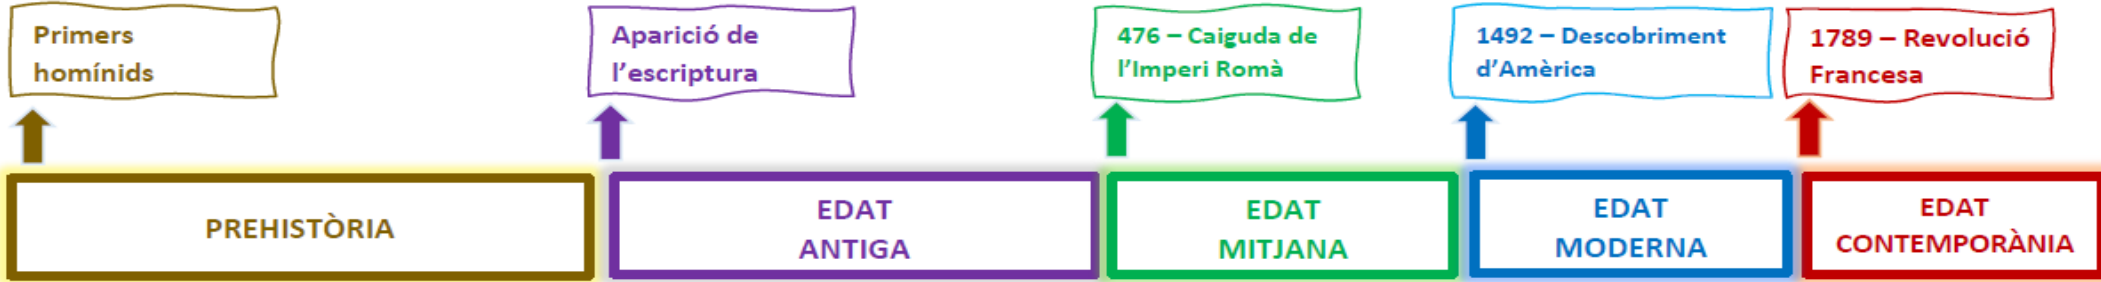 Primers
homínids
Aparició de
l’escriptura
476 – Caiguda de
l’Imperi Romà
1492 – Descobriment
d’Amèrica
1789 – Revolució
Francesa
PREHISTÒRIA
EDAT
ANTIGA
EDAT
MITJANA
EDAT
MODERNA
EDAT
CONTEMPORÀNIA